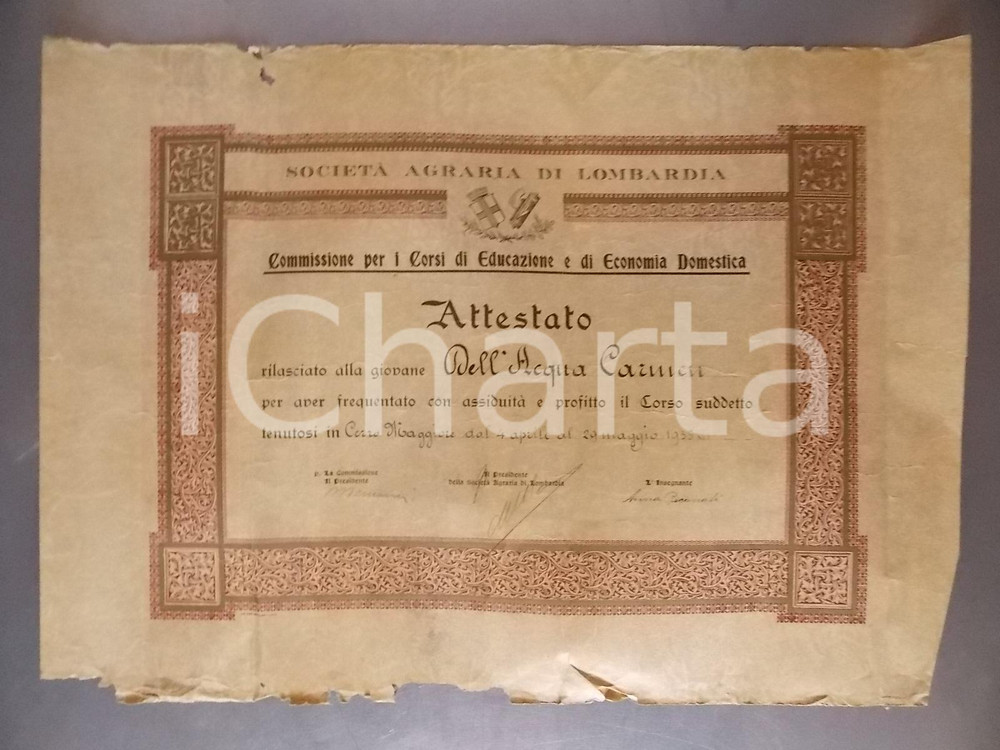 SOCIETÀ AGRARIA DI LOMBARDIA
Commissione per i Corsi di Educazione e di Economia Domestica
Attestato
rilasciato alla giovane Dell'Acqua Carmen
per aver frequentato con assiduità e profitto il Corso suddetto
tenutosi in Cerro Maggiore dal 4 aprile al 29 maggio 1933
p. La Commissione
Il Presidente
Il Presidente
della Società Agraria di Lombardia
L'Insegnante
iCharta